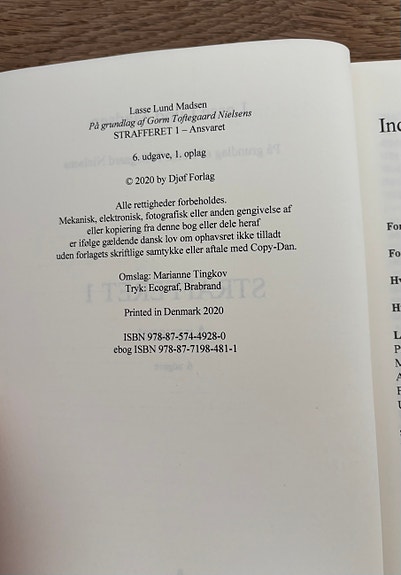 Lasse Lund Madsen
På grundlag af Gorm Toftegaard Nielsens
STRAFFERET 1 – Ansvaret
6. udgave, 1. oplag
© 2020 by Djøf Forlag
Alle rettigheder forbeholdes.
Mekanisk, elektronisk, fotografisk eller anden gengivelse af
eller kopiering fra denne bog eller dele heraf
er ifølge gældende dansk lov om ophavsret ikke tilladt
uden forlagets skriftlige samtykke eller aftale med Copy-Dan.
Omslag: Marianne Tingkov
Tryk: Ecograf, Brabrand
Printed in Denmark 2020
ISBN 978-87-574-4928-0
ebog ISBN 978-87-7198-481-1